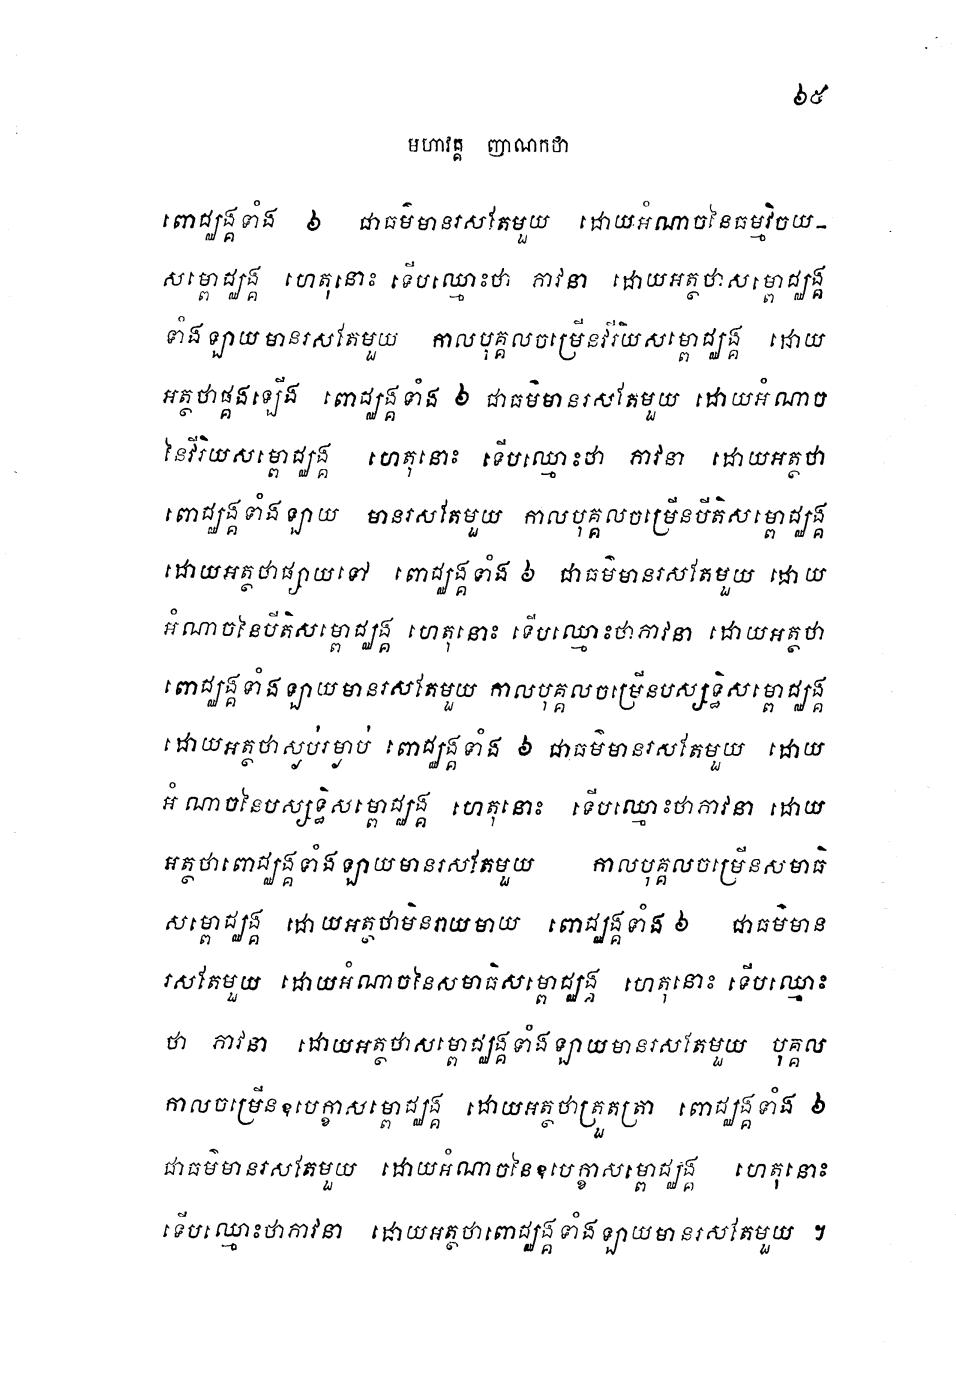 ៦៥
មហាវគ្គ ញាណកថា
ពោជ្ឈង្គទាំង ៦ ជាធម៌មានរសតែមួយ ដោយអំណាចនៃធម្មវិចយ-
សម្ពោជ្ឈង្គ ហេតុនោះ ទើបឈ្មោះថា ភាវនា ដោយអត្ថថាសម្ពោជ្ឈង្គ
ទាំងឡាយមានរសតែមួយ កាលបុគ្គលចម្រើនវីរិយសម្ពោជ្ឈង្គ ដោយ
អត្ថថាផ្គងឡើង ពោជ្ឈង្គទាំង ៦ ជាធម៌មានរសតែមួយ ដោយអំណាច
នៃវីរិយសម្ពោជ្ឈង្គ ហេតុនោះ ទើបឈ្មោះថា ភាវនា ដោយអត្ថថា
ពោជ្ឈង្គទាំងឡាយ មានរសតែមួយ កាលបុគ្គលចម្រើនបីតិសម្ពោជ្ឈង្គ
ដោយអត្ថថាផ្សាយទៅ ពោជ្ឈង្គទាំង ៦ ជាធម៌មានរសតែមួយ ដោយ
អំណាចនៃបីតិសម្ពោជ្ឈង្គ ហេតុនោះ ទើបឈ្មោះថាភាវនា ដោយអត្ថថា
ពោជ្ឈង្គទាំងឡាយមានរសតែមួយ កាលបុគ្គលចម្រើនបស្សទ្ធិសម្ពោជ្ឈង្គ
ដោយអត្ថថាស្ងប់រម្ងាប់ ពោជ្ឈង្គទាំង ៦ ជាធម៌មានរសតែមួយ ដោយ
អំណាចនៃបស្សទ្ធិសម្ពោជ្ឈង្គ ហេតុនោះ ទើបឈ្មោះថាភាវនា ដោយ
អត្ថថាពោជ្ឈង្គទាំងឡាយមានរសតែមួយ កាលបុគ្គលចម្រើនសមាធិ
សម្ពោជ្ឈង្គ ដោយអត្ថថាមិនរាយមាយ ពោជ្ឈង្គទាំង ៦ ជាធម៌មាន
រសតែមួយ ដោយអំណាចនៃសមាធិសម្ពោជ្ឈង្គ ហេតុនោះ ទើបឈ្មោះ
ថា ភាវនា ដោយអត្ថថាសម្ពោជ្ឈង្គទាំងឡាយមានរសតែមួយ បុគ្គល
កាលចម្រើនឧបេក្ខាសម្ពោជ្ឈង្គ ដោយអត្ថថាត្រួតត្រា ពោជ្ឈង្គទាំង ៦
ជាធម៌មានរសតែមួយ ដោយអំណាចនៃឧបេក្ខាសម្ពោជ្ឈង្គ ហេតុនោះ
ទើបឈ្មោះថាភាវនា ដោយអត្ថថាពោជ្ឈង្គទាំងឡាយមានរសតែមួយ ។